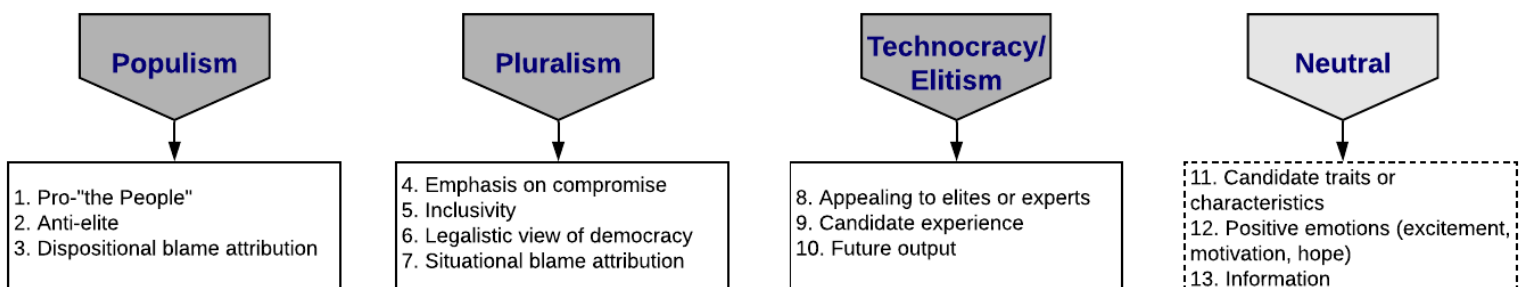 Populism
1. Pro-"the People"
2. Anti-elite
3. Dispositional blame attribution
Pluralism
4. Emphasis on compromise
5. Inclusivity
6. Legalistic view of democracy
7. Situational blame attribution
Technocracy/
Elitism
8. Appealing to elites or experts
9. Candidate experience
10. Future output
Neutral
11. Candidate traits or
characteristics
12. Positive emotions (excitement,
motivation, hope)
13. Information